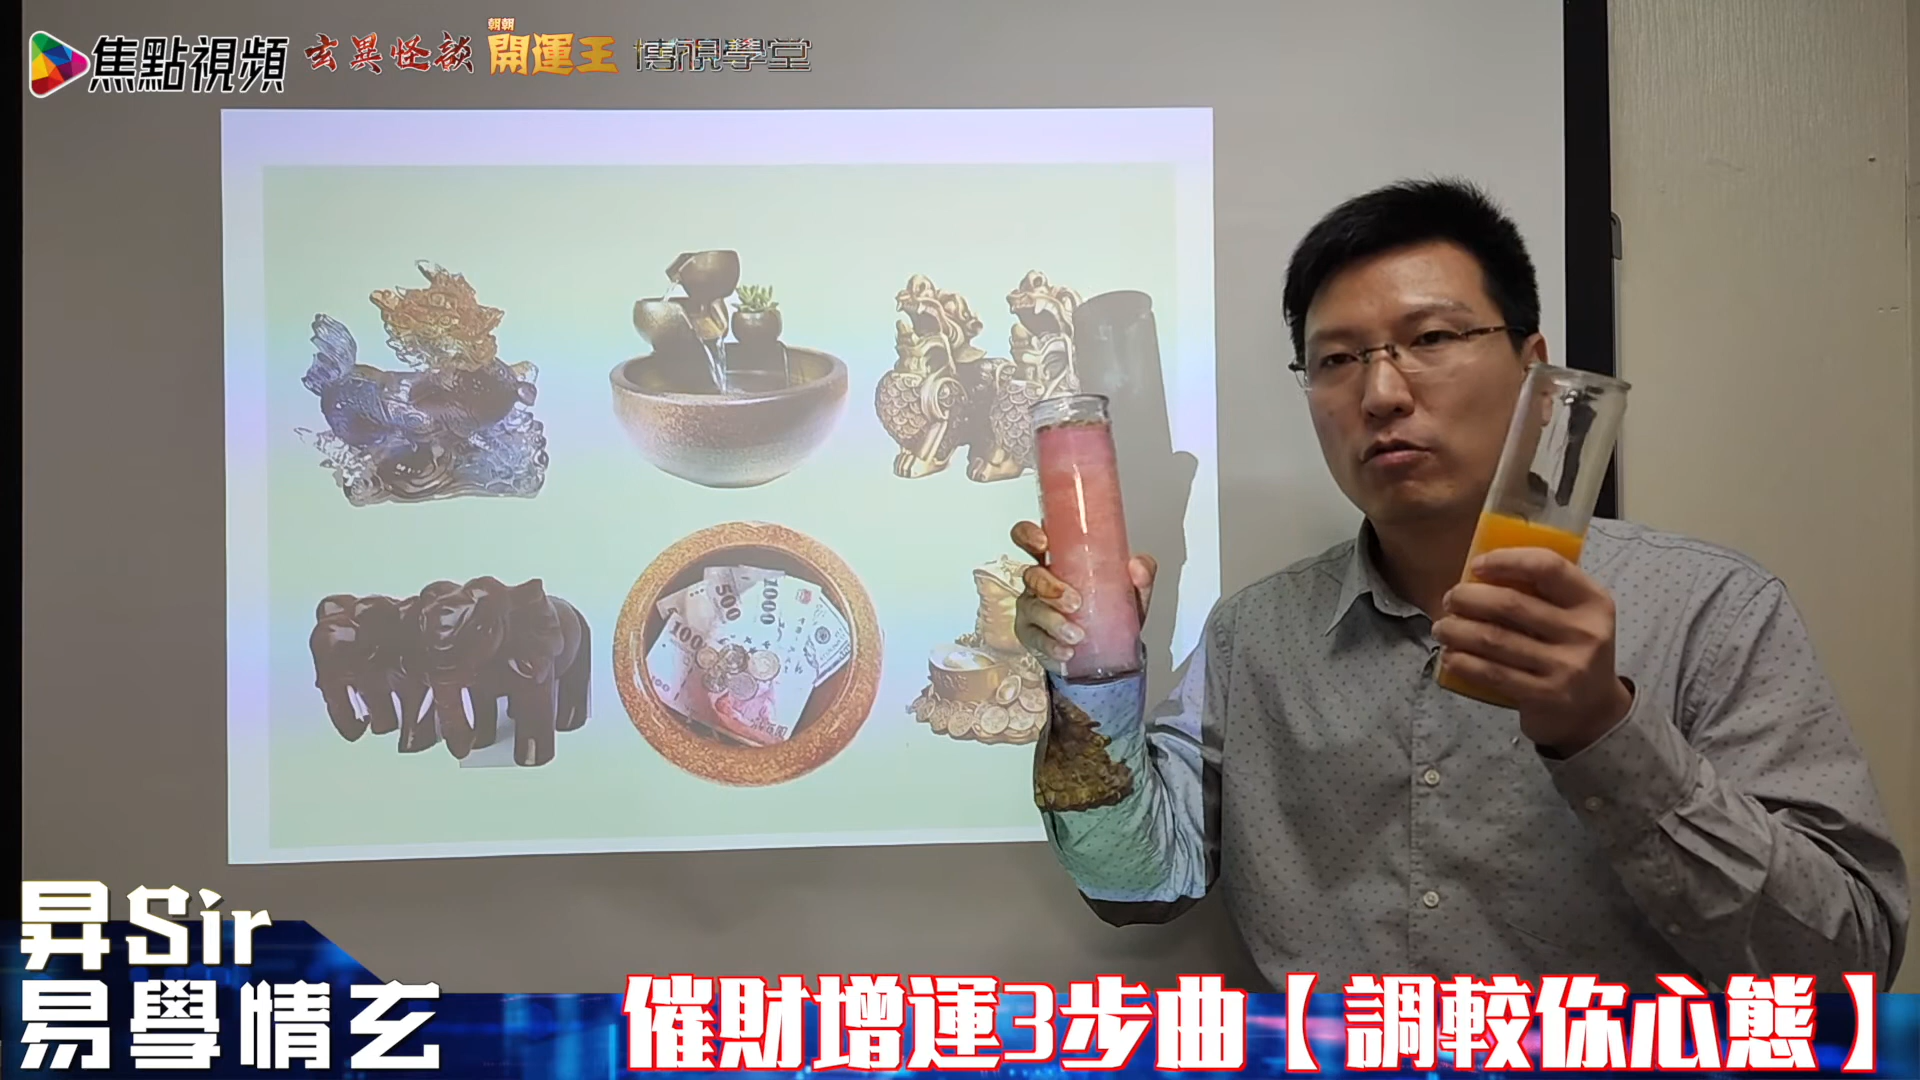 焦點視頻
玄異怪談
朝朝
開運王
博視學堂
500
1000
100
100
昇Sir
易學情玄
催財增運3步曲【調較你心態】